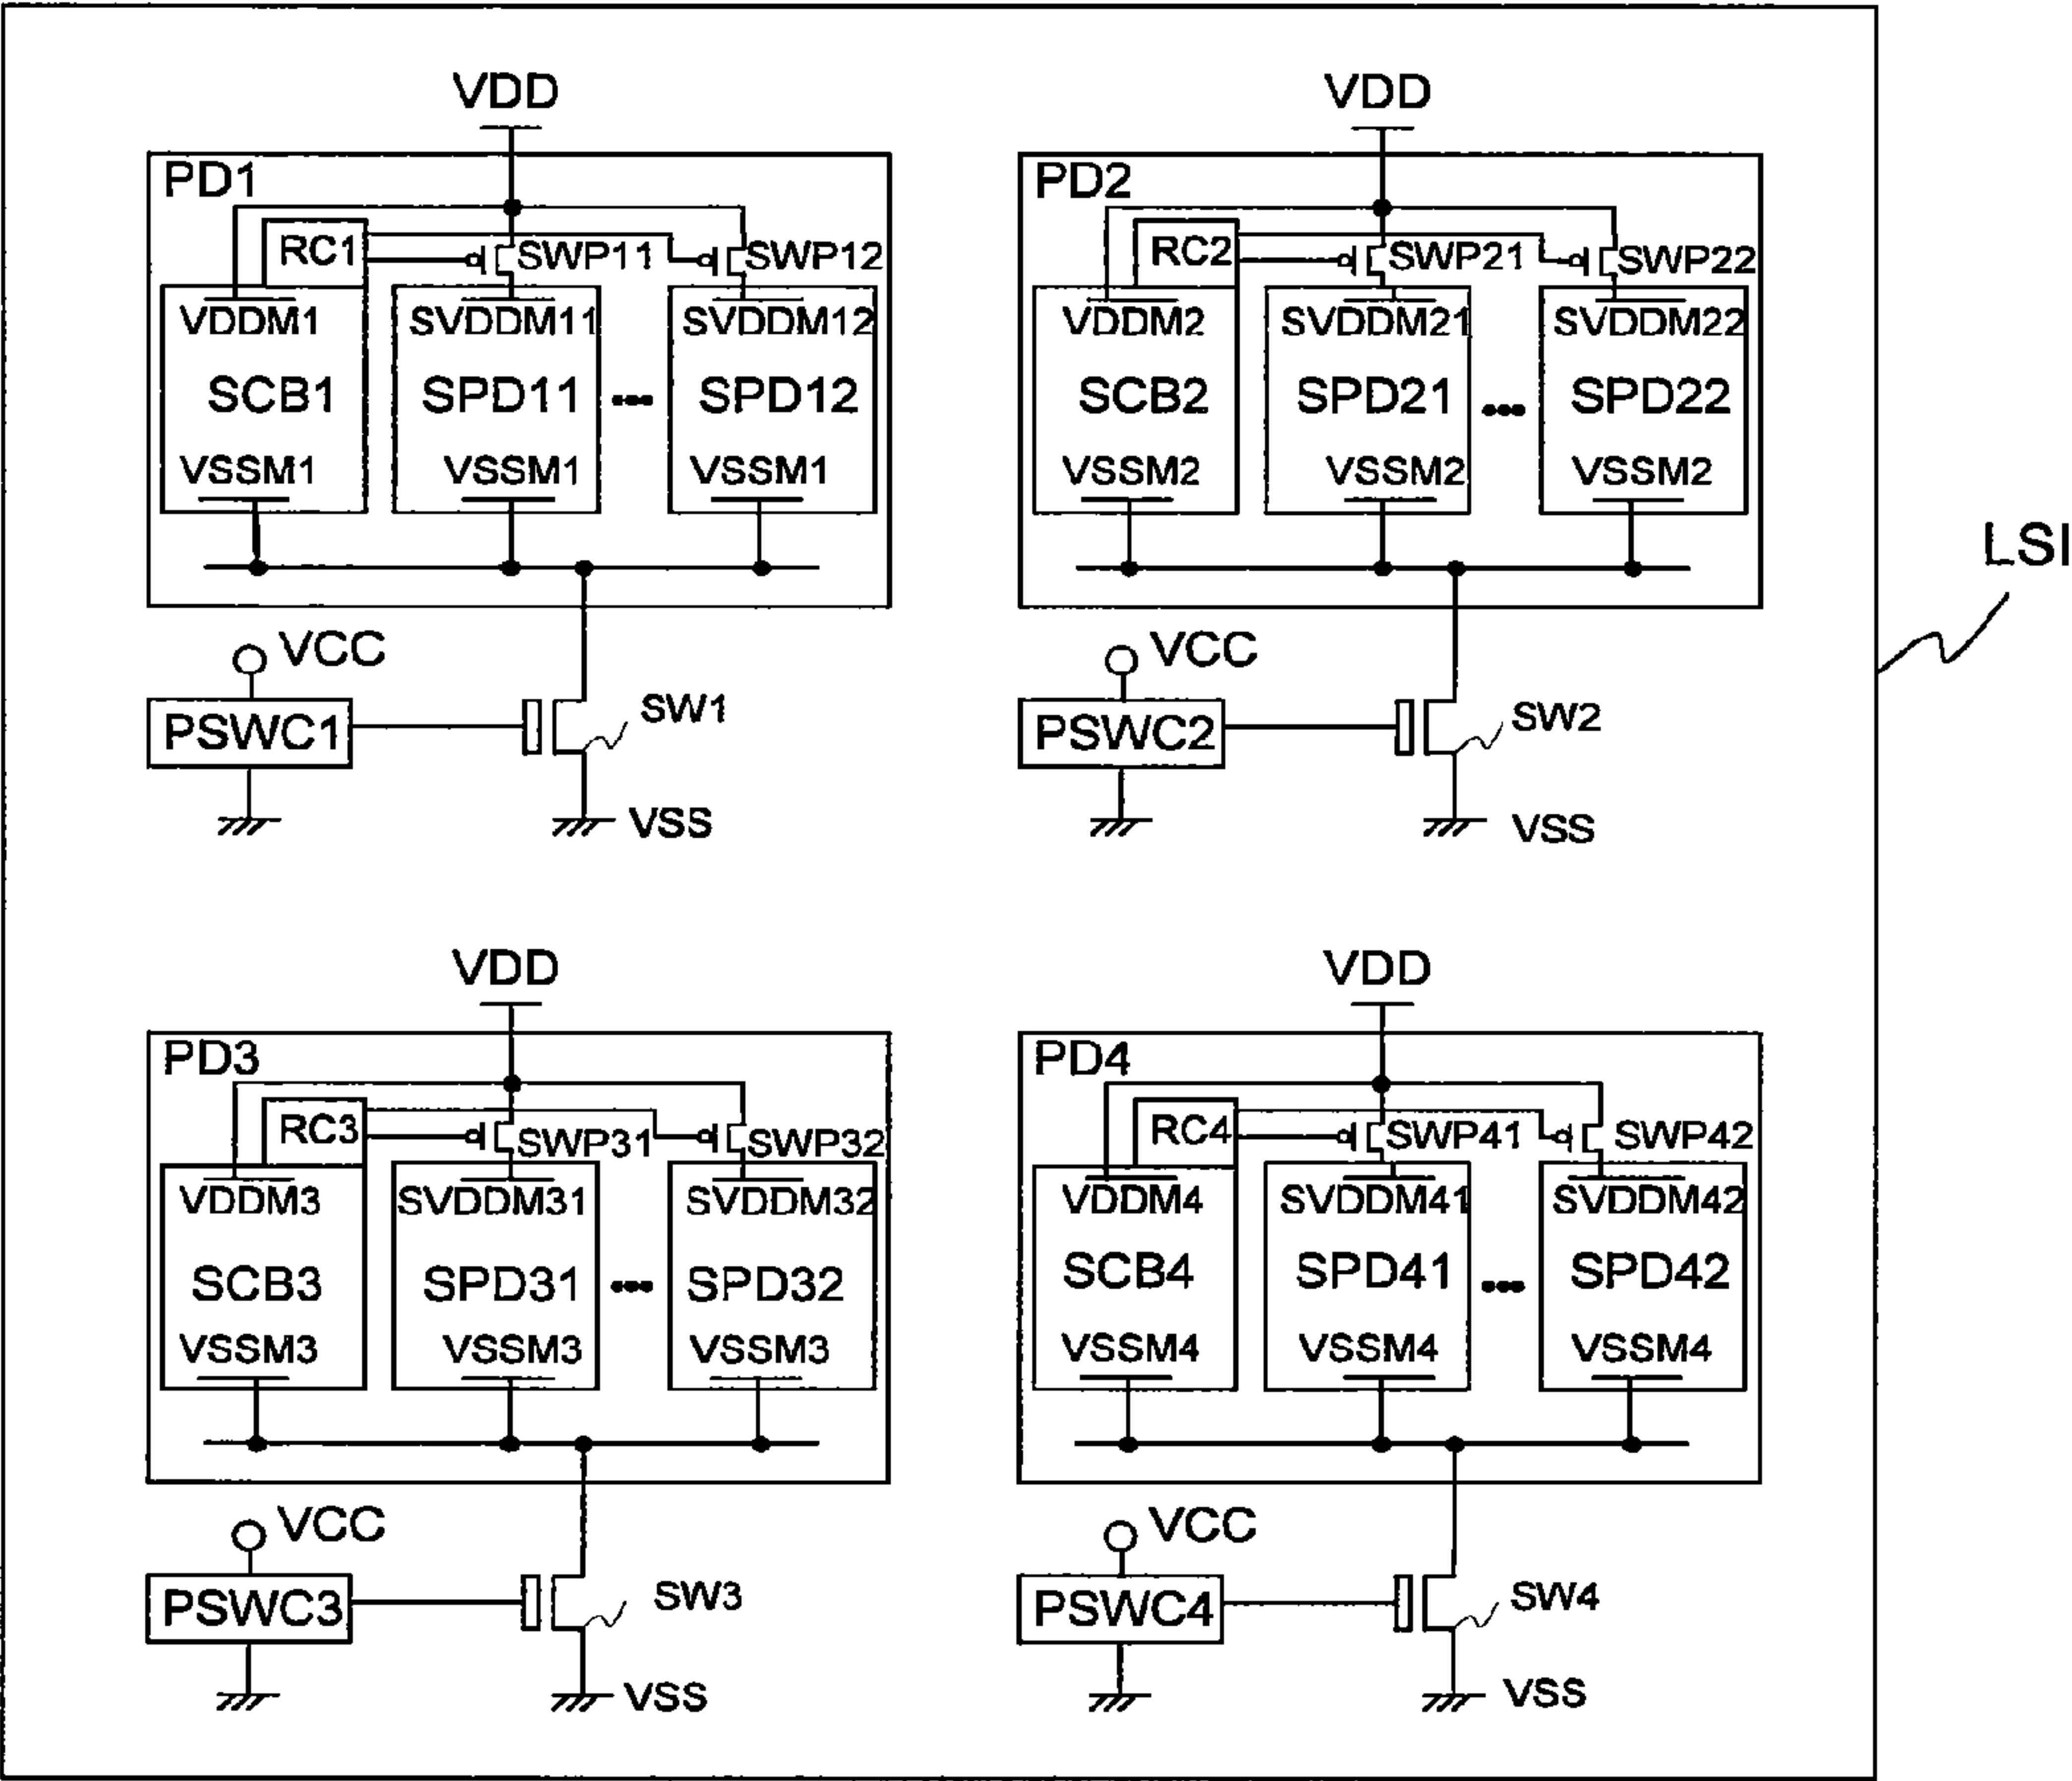 VDD
PD1
RC1
SWP11
SWP12
VDDM1
SVDDM11
SVDDM12
SCB1
SPD11
•••
SPD12
VSSM1
VSSM1
VSSM1
VCC
PSWC1
SW1
VSS
VDD
PD2
RC2
SWP21
SWP22
VDDM2
SVDDM21
SVDDM22
SCB2
SPD21
•••
SPD22
VSSM2
VSSM2
VSSM2
VCC
PSWC2
SW2
VSS
LSI
VDD
PD3
RC3
SWP31
SWP32
VDDM3
SVDDM31
SVDDM32
SCB3
SPD31
•••
SPD32
VSSM3
VSSM3
VSSM3
VCC
PSWC3
SW3
VSS
VDD
PD4
RC4
SWP41
SWP42
VDDM4
SVDDM41
SVDDM42
SCB4
SPD41
•••
SPD42
VSSM4
VSSM4
VSSM4
VCC
PSWC4
SW4
VSS